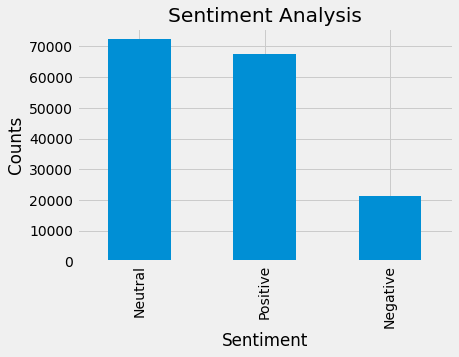 Sentiment Analysis
Counts
70000
60000
50000
40000
30000
20000
10000
0
Neutral
Positive
Negative
Sentiment